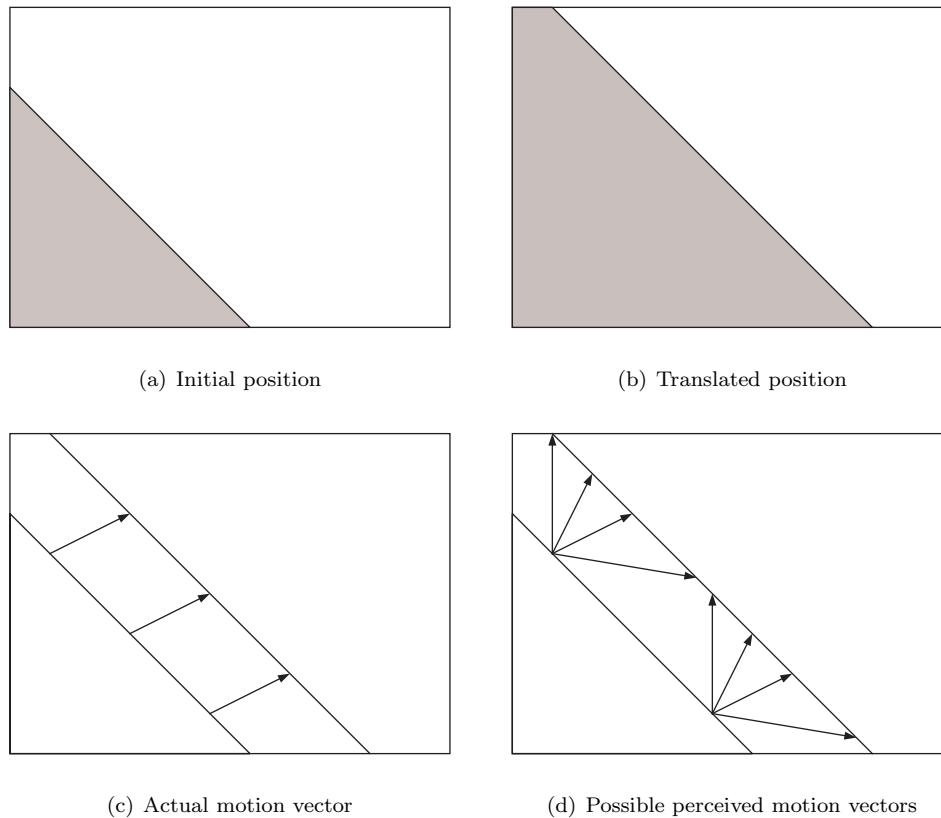 (a) Initial position
(b) Translated position
(c) Actual motion vector
(d) Possible perceived motion vectors